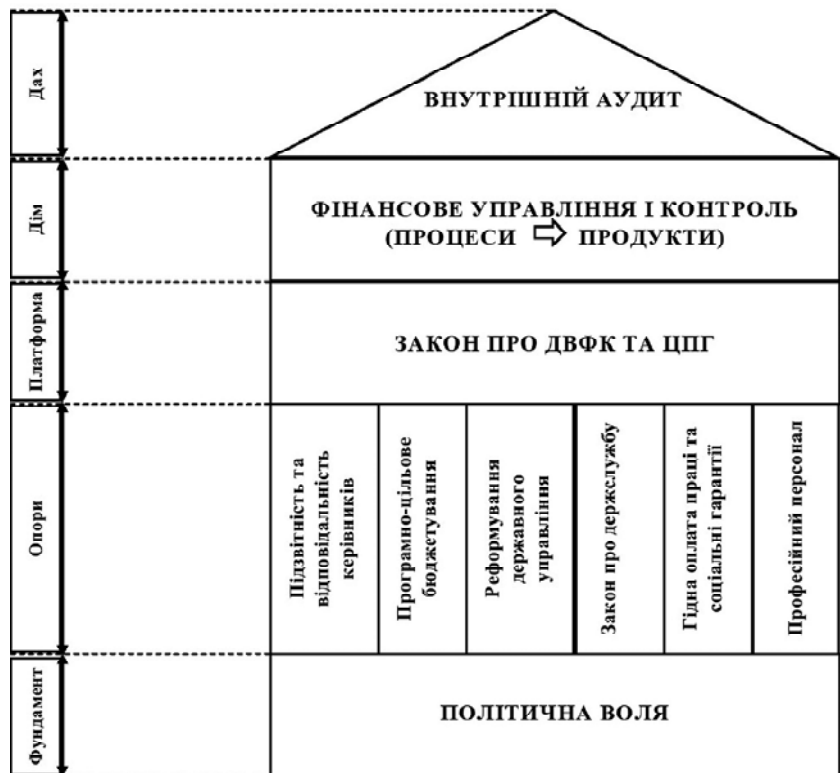 Дах
ВНУТРІШНІЙ АУДИТ
Дім
ФІНАНСОВЕ УПРАВЛІННЯ І КОНТРОЛЬ
(ПРОЦЕСИ ⇨ ПРОДУКТИ)
Платформа
ЗАКОН ПРО ДВФК ТА ЦПГ
Опори
Підзвітність та
відповідальність
керівників
Програмно-цільове
бюджетування
Реформування
державного
управління
Закон про держслужбу
Гідна оплата праці та
соціальні гарантії
Професійний персонал
Фундамент
ПОЛІТИЧНА ВОЛЯ